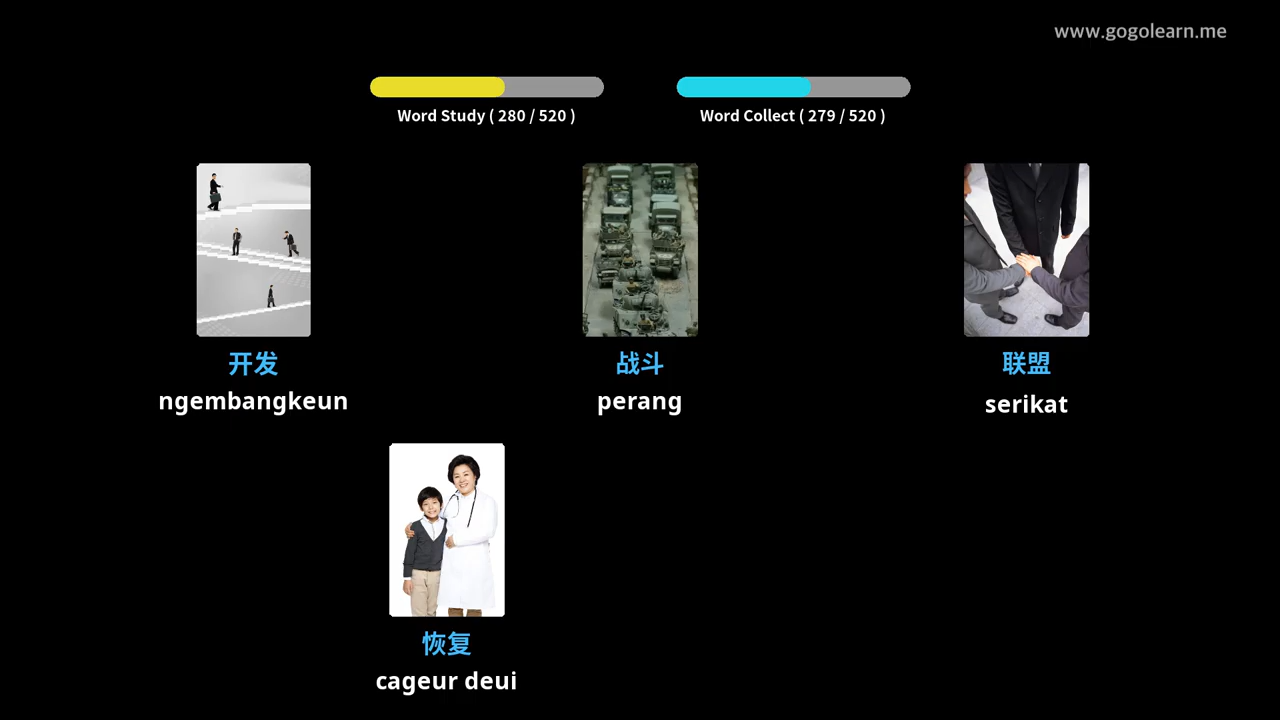 www.gogolearn.me
Word Study ( 280 / 520 )
Word Collect ( 279 / 520 )
开发
ngembangkeun
战斗
perang
联盟
serikat
恢复
cageur deui